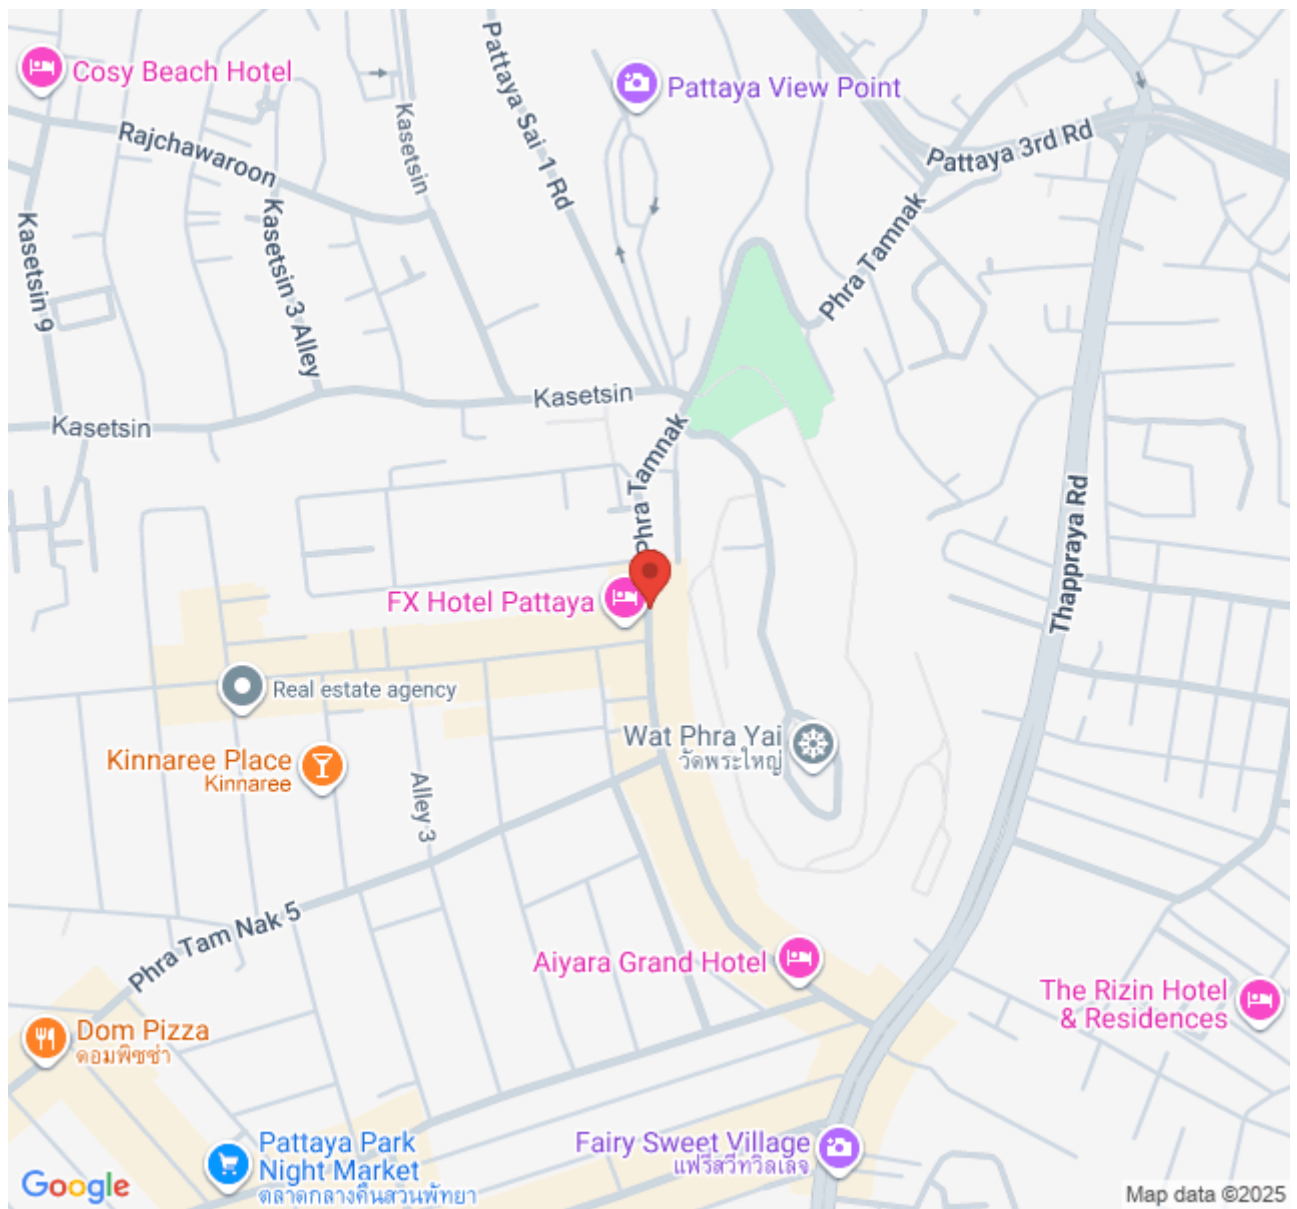 Cosy Beach Hotel
Pattaya View Point
Pattaya Sai 1 Rd
Kasetsin
Rajchawaroon
Pattaya 3rd Rd
Kasetsin 9
Kasetsin 3 Alley
Phra Tamnak
Kasetsin
Kasetsin
Phra Tamnak
Thappraya Rd
FX Hotel Pattaya
Real estate agency
Wat Phra Yai
วัดพระใหญ่
Kinnaree Place
Kinnaree
Alley 3
Phra Tam Nak 5
Aiyara Grand Hotel
The Rizin Hotel
& Residences
Dom Pizza
ดอมพิซซ่า
Pattaya Park
Night Market
ตลาดกลางคืนสวนพัทยา
Fairy Sweet Village
แฟรี่สวีทวิลเลจ
Google
Map data ©2025